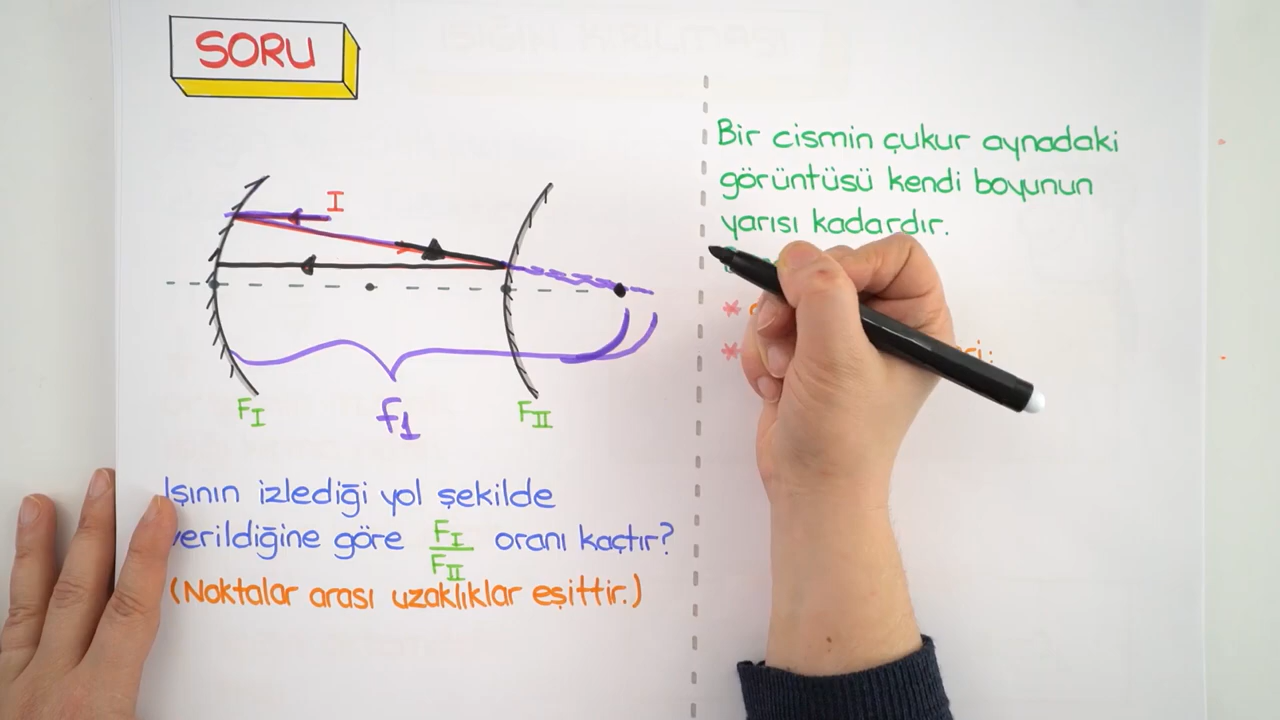 SORU
I
F_I
f_1
F_II
Işının izlediği yol şekilde
verildiğine göre F_I / F_II oranı kaçtır?
(Noktalar arası uzaklıklar eşittir.)
Bir cismin çukur aynadaki
görüntüsü kendi boyunun
yarısı kadardır.
*
*